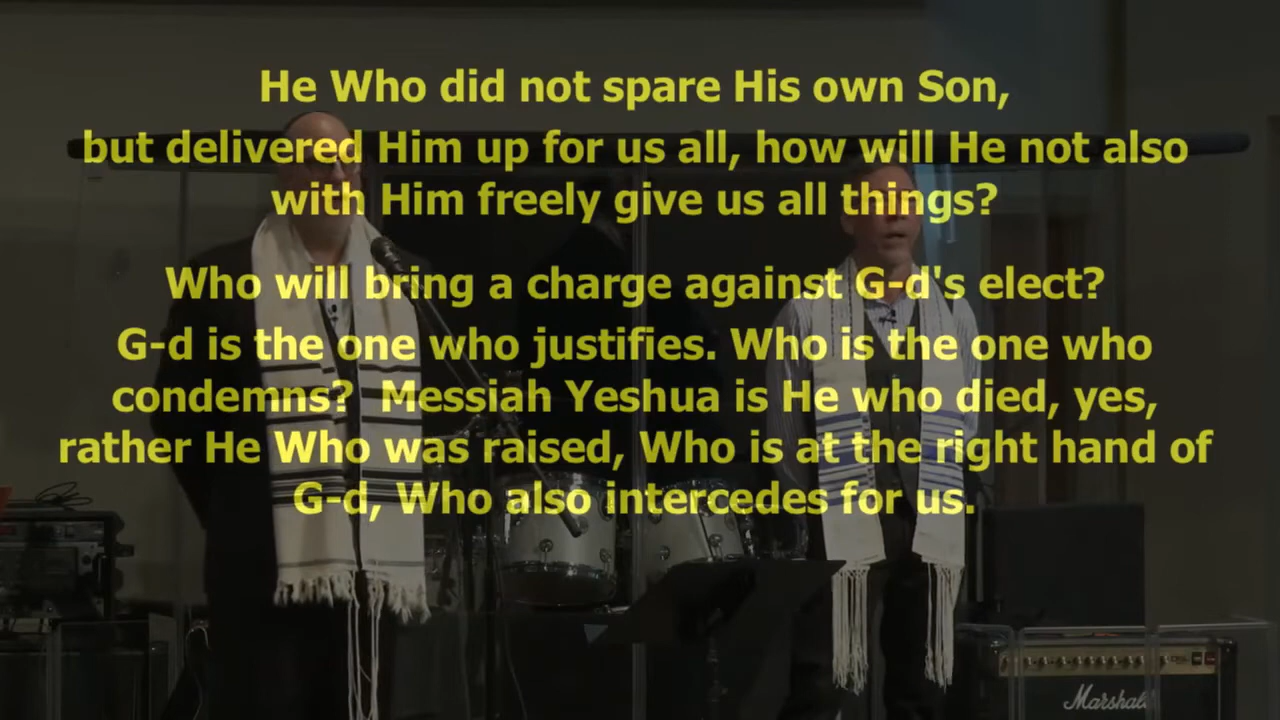 He Who did not spare His own Son,
but delivered Him up for us all, how will He not also
with Him freely give us all things?
Who will bring a charge against G-d's elect?
G-d is the one who justifies. Who is the one who
condemns?  Messiah Yeshua is He who died, yes,
rather He Who was raised, Who is at the right hand of
G-d, Who also intercedes for us.
Marshall